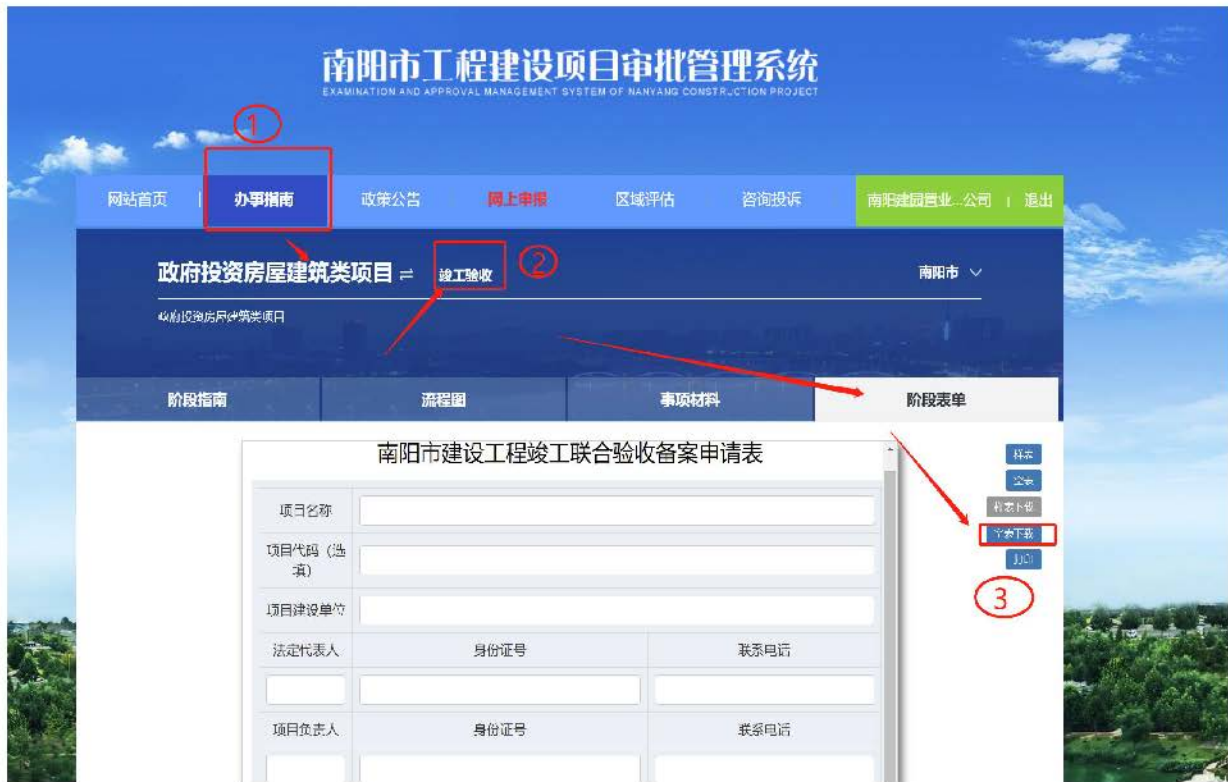 南阳市工程建设项目审批管理系统
EXAMINATION AND APPROVAL MANAGEMENT SYSTEM OF NANYANG CONSTRUCTION PROJECT
①
网站首页 | 办事指南 政策公告 网上申报 区域评估 咨询投诉 南阳建园置业...公司 | 退出
政府投资房屋建筑类项目 ⇌ 竣工验收 ② 南阳市
政府投资房屋建筑类项目
阶段指南 流程图 事项材料 阶段表单
南阳市建设工程竣工联合验收备案申请表
样表
空表
项目名称
样表下载
空表下载
项目代码（选
填）
打印
项目建设单位
③
法定代表人 身份证号 联系电话
项目负责人 身份证号 联系电话